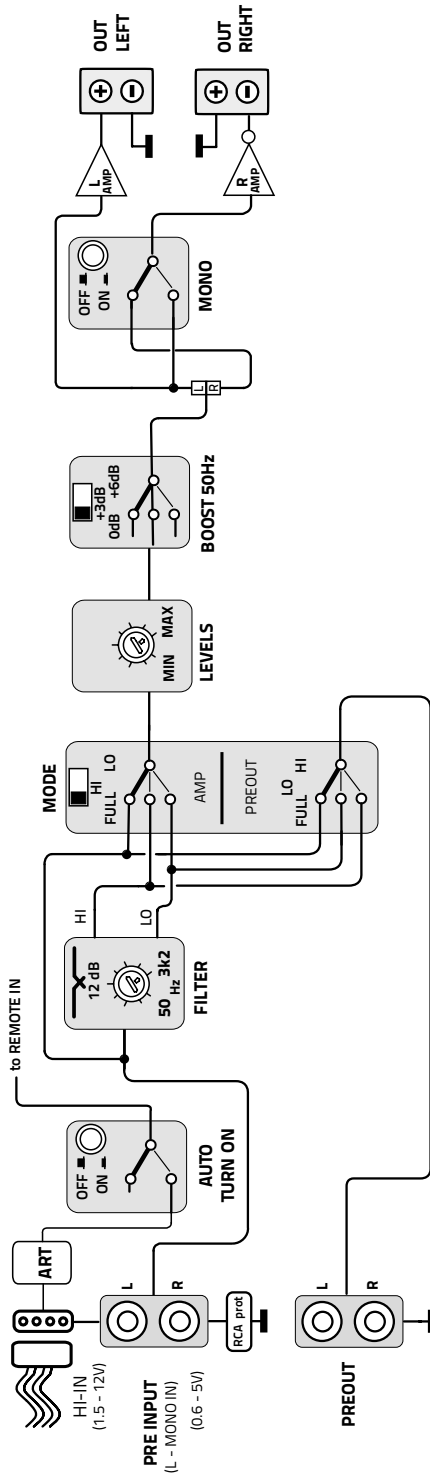 HI-IN
(1.5 - 12V)
ART
to REMOTE IN
PRE INPUT
(L - MONO IN)
(0.6 - 5V)
L
R
RCA prot
PREOUT
L
R
OFF
ON
AUTO
TURN ON
12 dB
50
Hz
3k2
FILTER
HI
LO
MODE
FULL
HI
LO
AMP
PREOUT
FULL
LO
HI
MIN
MAX
LEVELS
0dB
+3dB
+6dB
BOOST 50Hz
L
R
OFF
ON
MONO
L
AMP
R
AMP
OUT
LEFT
OUT
RIGHT